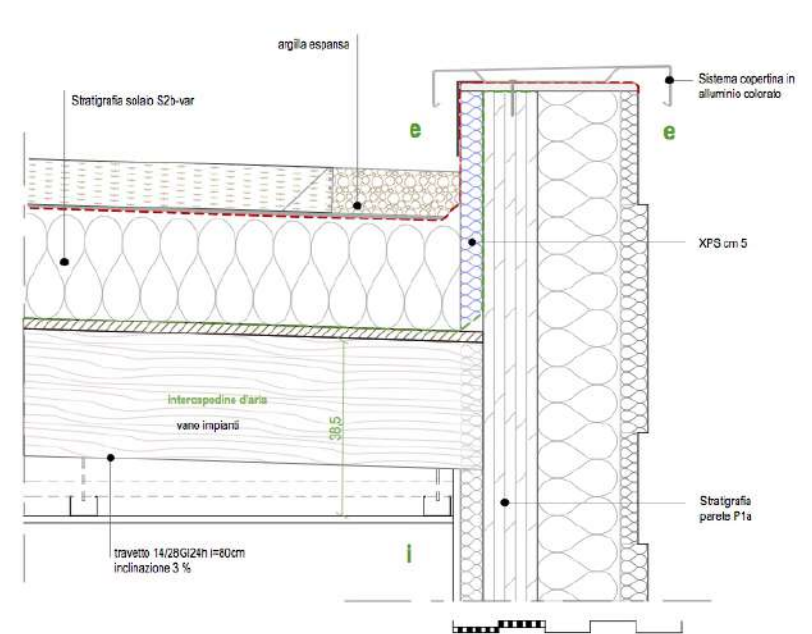 argilla espansa
Stratigrafia solaio S2b-var
Sistema copertina in
alluminio colorato
e
e
XPS cm 5
intercapedine d'aria
vano impianti
38,5
Stratigrafia
parete P1a
travetto 14/28Gl24h i=80cm
inclinazione 3 %
i